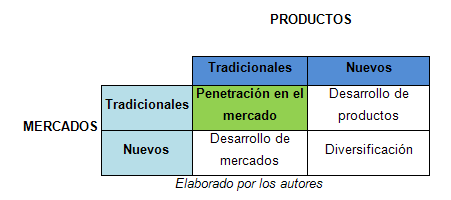 PRODUCTOS
Tradicionales Nuevos
Tradicionales Penetración en el mercado Desarrollo de productos
MERCADOS
Nuevos Desarrollo de mercados Diversificación
Elaborado por los autores